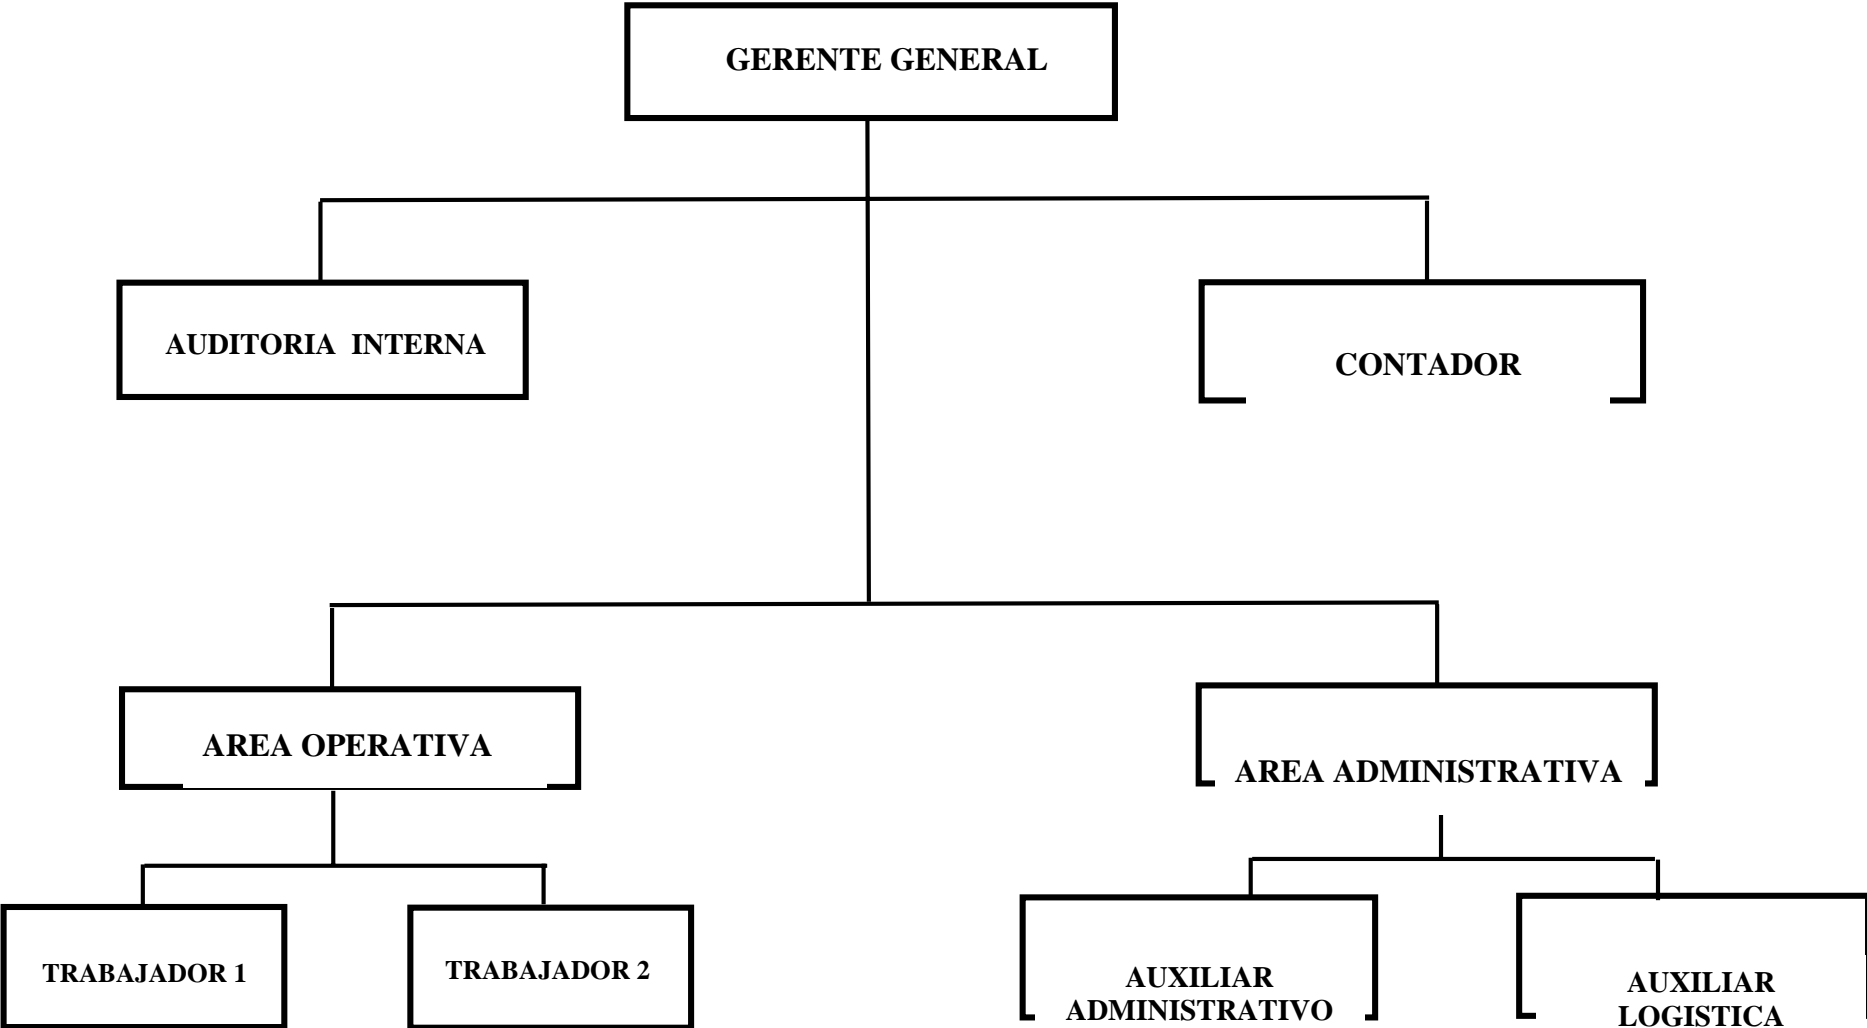 GERENTE GENERAL
AUDITORIA INTERNA
CONTADOR
AREA OPERATIVA
AREA ADMINISTRATIVA
TRABAJADOR 1
TRABAJADOR 2
AUXILIAR
ADMINISTRATIVO
AUXILIAR
LOGISTICA